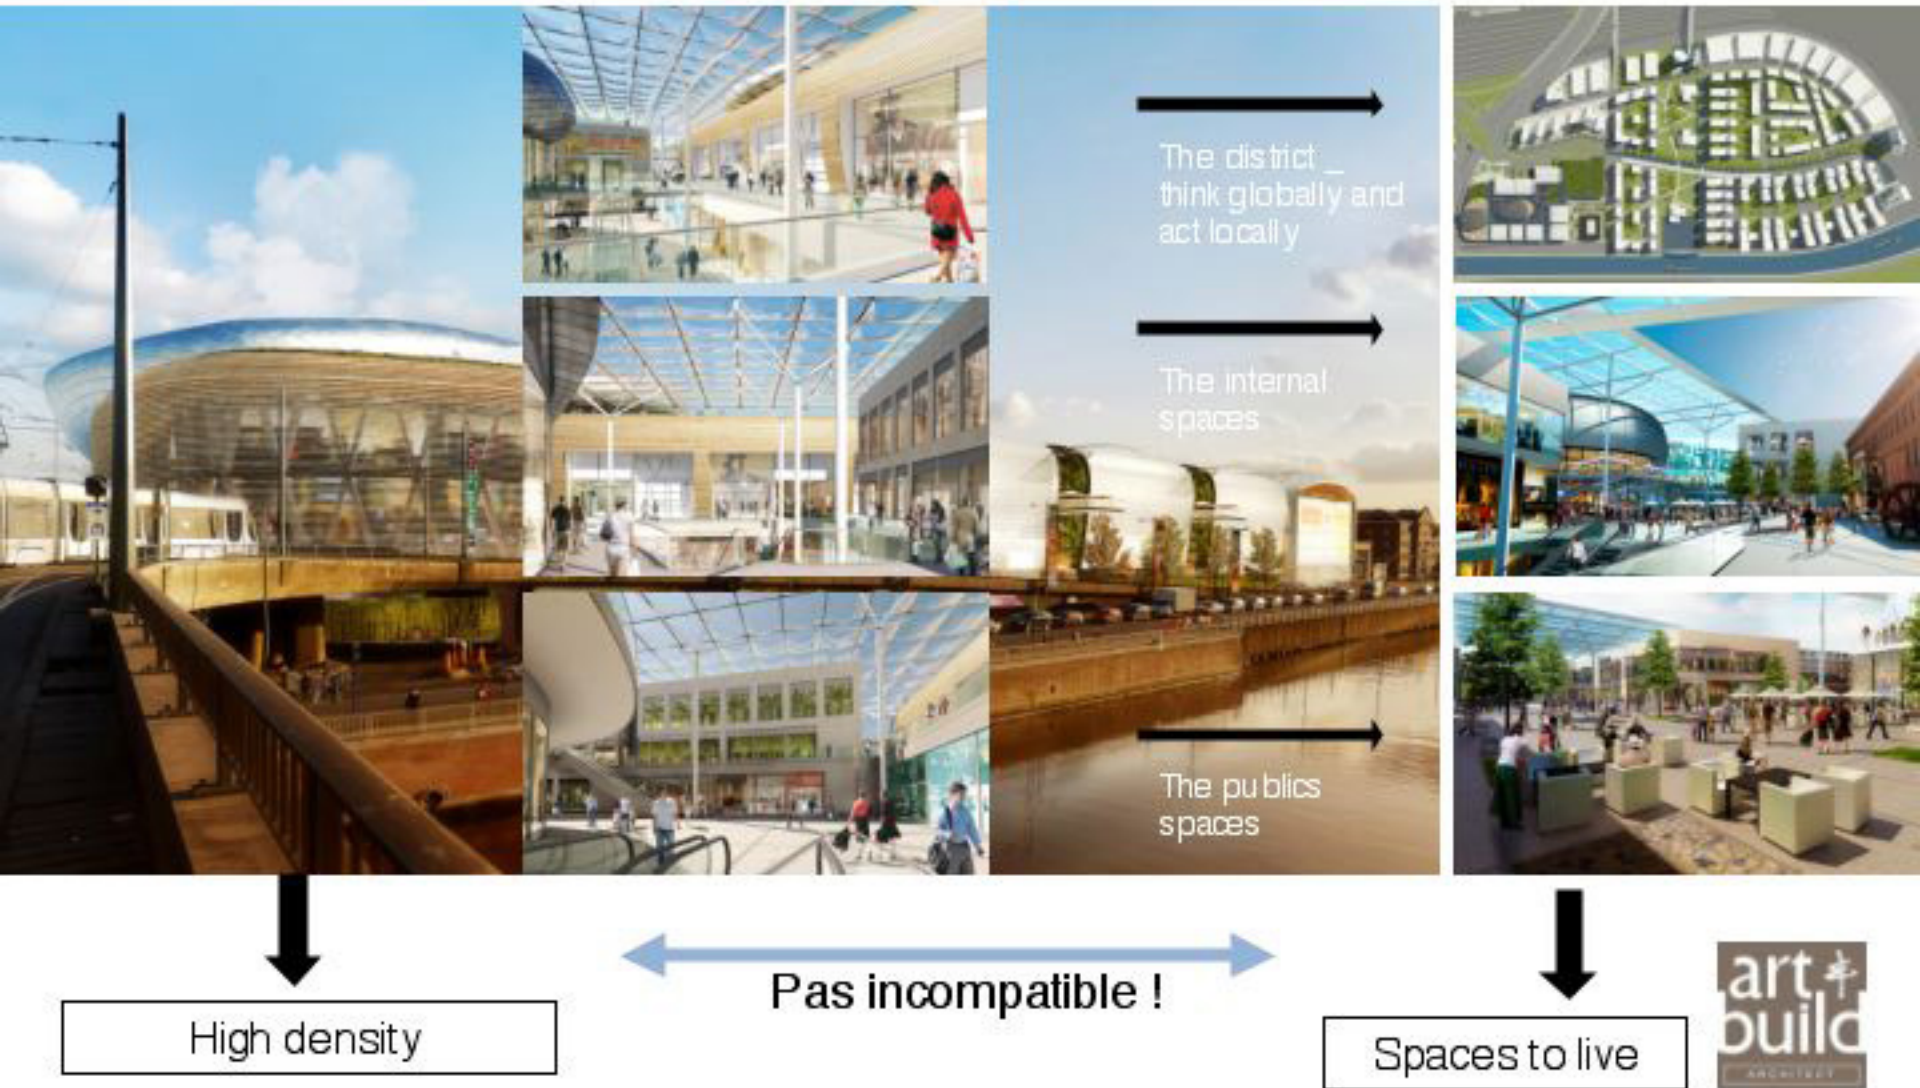 The district _
think globally and
act locally
The internal
spaces
The publics
spaces
Pas incompatible !
High density
Spaces to live
art
build
ARCHITECT